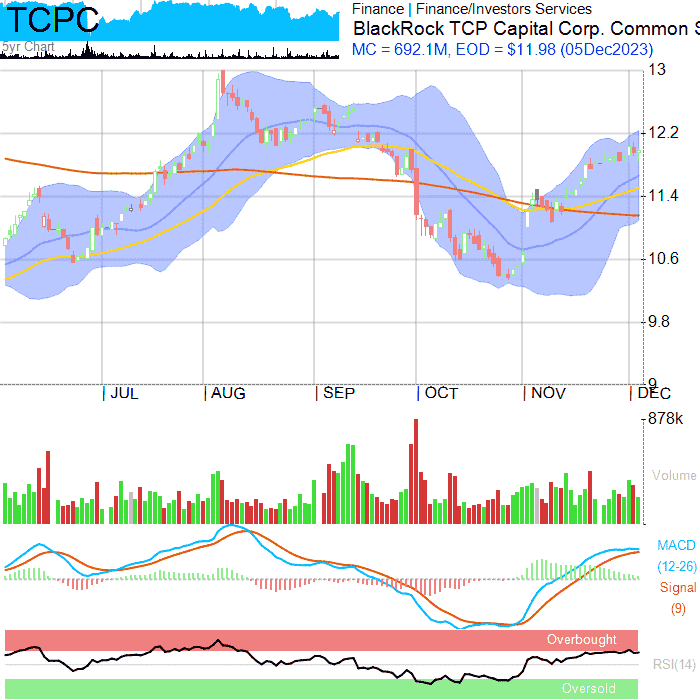 TCPC
5yr Chart
Finance | Finance/Investors Services
BlackRock TCP Capital Corp. Common S
MC = 692.1M, EOD = $11.98 (05Dec2023)
13
12.2
11.4
10.6
9.8
9
JUL AUG SEP OCT NOV DEC
878k
Volume
MACD
(12-26)
Signal
(9)
Overbought
RSI(14)
Oversold